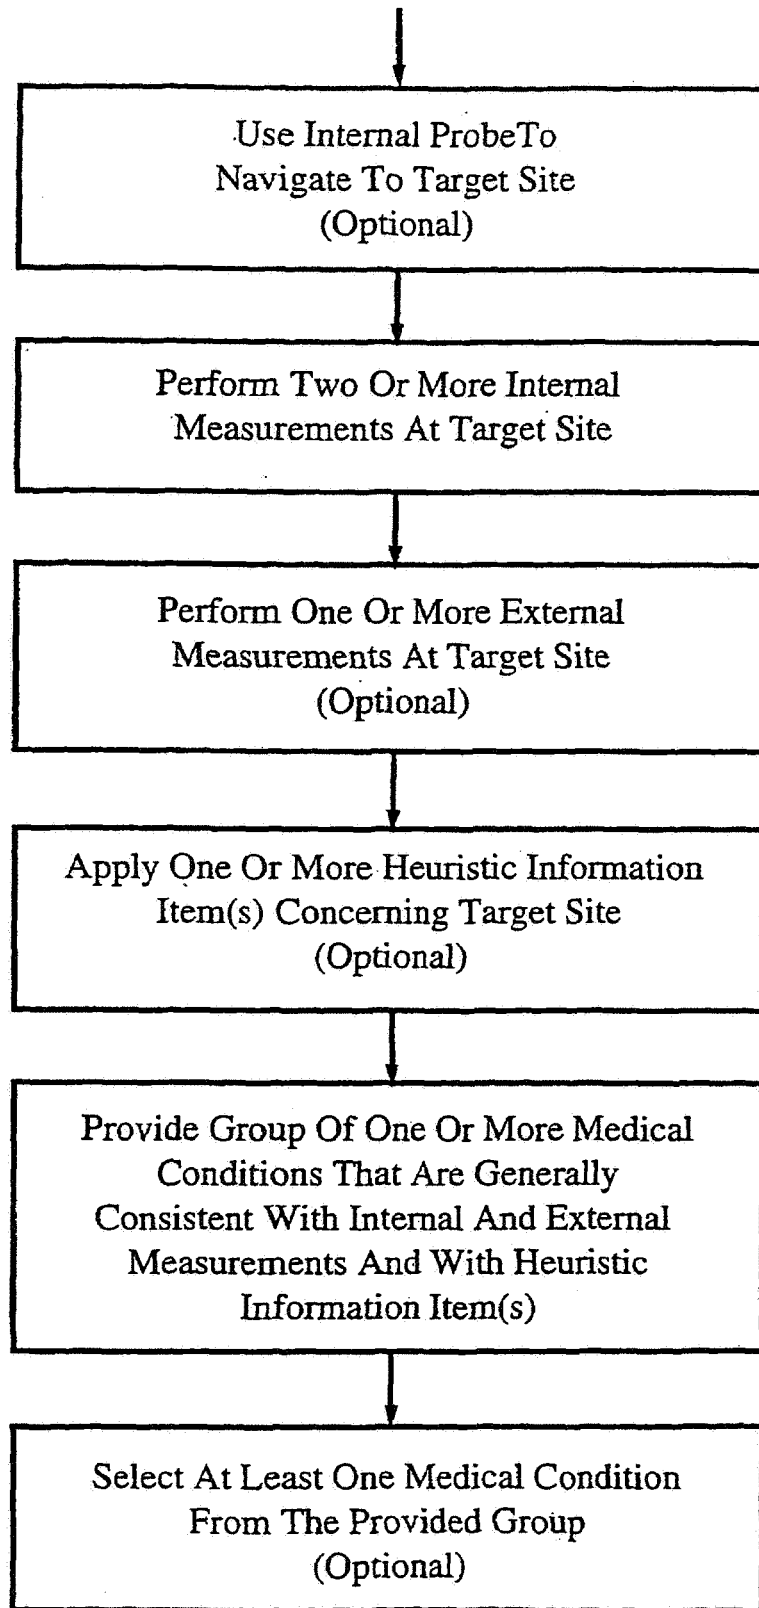 Use Internal ProbeTo
Navigate To Target Site
(Optional)
Perform Two Or More Internal
Measurements At Target Site
Perform One Or More External
Measurements At Target Site
(Optional)
Apply One Or More Heuristic Information
Item(s) Concerning Target Site
(Optional)
Provide Group Of One Or More Medical
Conditions That Are Generally
Consistent With Internal And External
Measurements And With Heuristic
Information Item(s)
Select At Least One Medical Condition
From The Provided Group
(Optional)